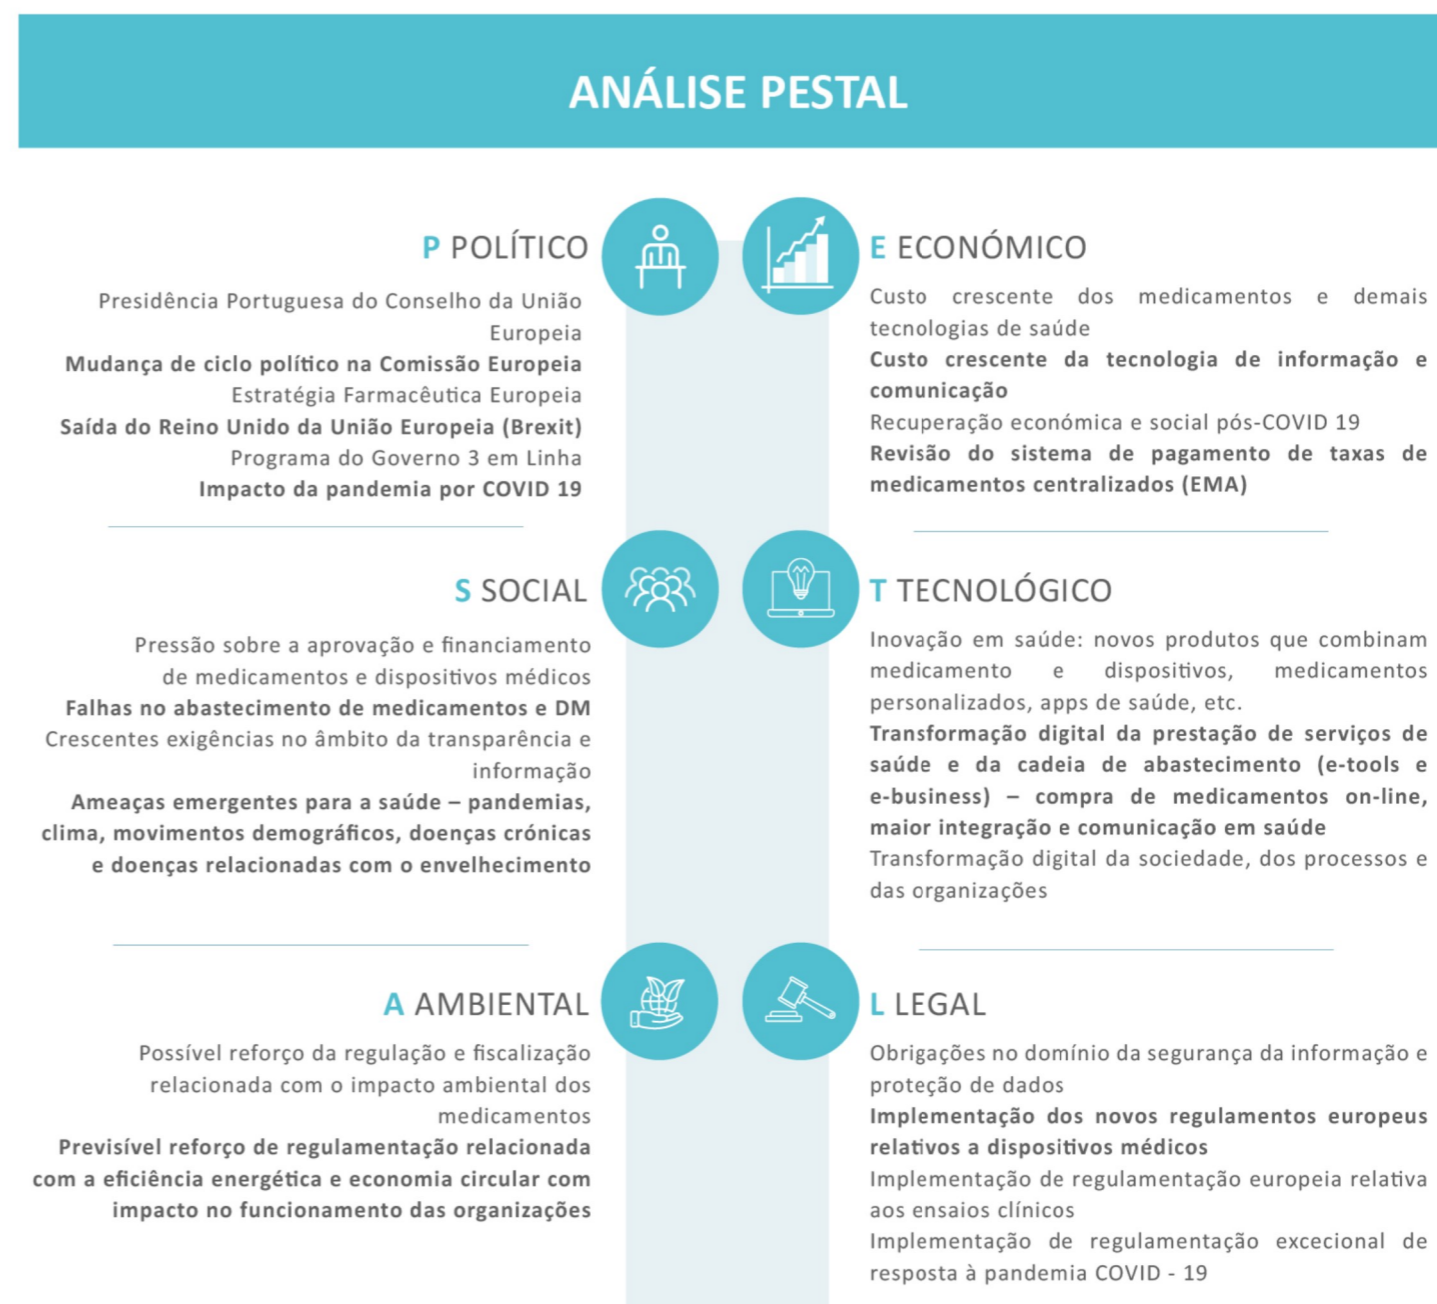 ANÁLISE PESTAL
P POLÍTICO
Presidência Portuguesa do Conselho da União
Europeia
Mudança de ciclo político na Comissão Europeia
Estratégia Farmacêutica Europeia
Saída do Reino Unido da União Europeia (Brexit)
Programa do Governo 3 em Linha
Impacto da pandemia por COVID 19
E ECONÓMICO
Custo crescente dos medicamentos e demais
tecnologias de saúde
Custo crescente da tecnologia de informação e
comunicação
Recuperação económica e social pós-COVID 19
Revisão do sistema de pagamento de taxas de
medicamentos centralizados (EMA)
S SOCIAL
Pressão sobre a aprovação e financiamento
de medicamentos e dispositivos médicos
Falhas no abastecimento de medicamentos e DM
Crescentes exigências no âmbito da transparência e
informação
Ameaças emergentes para a saúde – pandemias,
clima, movimentos demográficos, doenças crónicas
e doenças relacionadas com o envelhecimento
T TECNOLÓGICO
Inovação em saúde: novos produtos que combinam
medicamento e dispositivos, medicamentos
personalizados, apps de saúde, etc.
Transformação digital da prestação de serviços de
saúde e da cadeia de abastecimento (e-tools e
e-business) – compra de medicamentos on-line,
maior integração e comunicação em saúde
Transformação digital da sociedade, dos processos e
das organizações
A AMBIENTAL
Possível reforço da regulação e fiscalização
relacionada com o impacto ambiental dos
medicamentos
Previsível reforço de regulamentação relacionada
com a eficiência energética e economia circular com
impacto no funcionamento das organizações
L LEGAL
Obrigações no domínio da segurança da informação e
proteção de dados
Implementação dos novos regulamentos europeus
relativos a dispositivos médicos
Implementação de regulamentação europeia relativa
aos ensaios clínicos
Implementação de regulamentação excecional de
resposta à pandemia COVID - 19